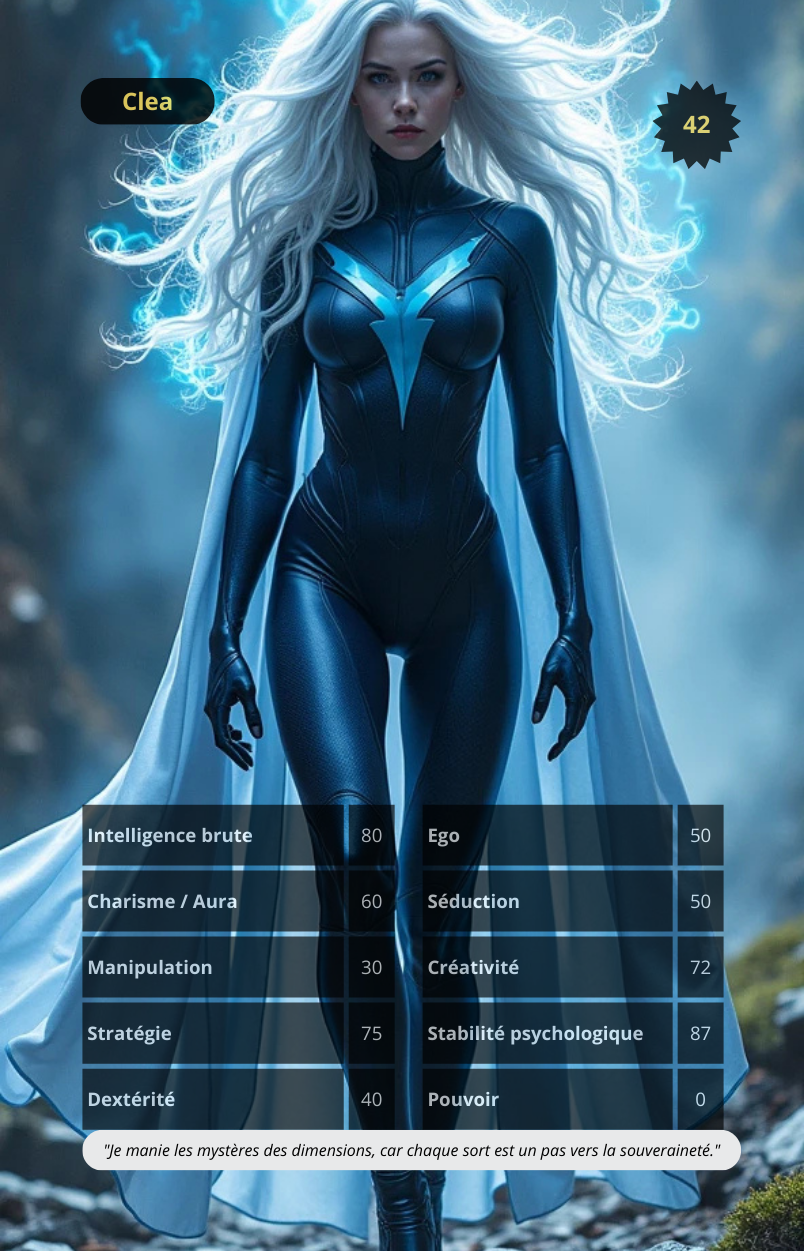 Clea
42
Intelligence brute 80
Ego 50
Charisme / Aura 60
Séduction 50
Manipulation 30
Créativité 72
Stratégie 75
Stabilité psychologique 87
Dextérité 40
Pouvoir 0
"Je manie les mystères des dimensions, car chaque sort est un pas vers la souveraineté."